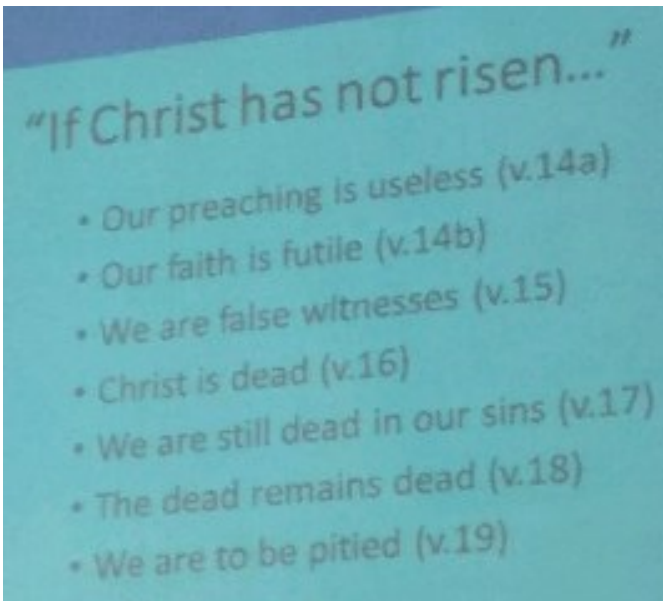 “If Christ has not risen...”
• Our preaching is useless (v.14a)
• Our faith is futile (v.14b)
• We are false witnesses (v.15)
• Christ is dead (v.16)
• We are still dead in our sins (v.17)
• The dead remains dead (v.18)
• We are to be pitied (v.19)